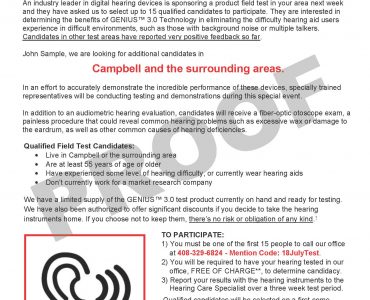 An industry leader in digital hearing devices is sponsoring a product field test in your area next week
and they have asked us to select up to 15 qualified candidates to participate. They are interested in
determining the benefits of GENIUS™ 3.0 Technology in eliminating the difficulty hearing aid users
experience in difficult environments, such as those with background noise or multiple talkers.
Candidates in other test areas have reported very positive feedback so far.
John Sample, we are looking for additional candidates in
Campbell and the surrounding areas.
In an effort to accurately demonstrate the incredible performance of these devices, specially trained
representatives will be conducting testing and demonstrations during this special event.
In addition to an audiometric hearing evaluation, candidates will receive a fiber-optic otoscope exam, a
painless procedure that could reveal common hearing problems such as excessive wax or damage to
the eardrum, as well as other common causes of hearing deficiencies.
Qualified Field Test Candidates:
• Live in Campbell or the surrounding area
• Are at least 55 years of age or older
• Have experienced some level of hearing difficulty, or currently wear hearing aids
• Don't currently work for a market research company
We have a limited supply of the GENIUS™ 3.0 test product currently on hand and ready for testing.
We have also been authorized to offer significant discounts if you decide to take the hearing
instruments home. If you choose not to keep them, there's no risk or obligation of any kind.†
PROOF
TO PARTICIPATE:
1) You must be one of the first 15 people to call our office
at 408-329-6824 - Mention Code: 18JulyTest.
2) You will be required to have your hearing tested in our
office, FREE OF CHARGE**, to determine candidacy.
3) Report your results with the hearing instruments to the
Hearing Care Specialist over a three week test period.
Qualified candidates will be selected on a first come